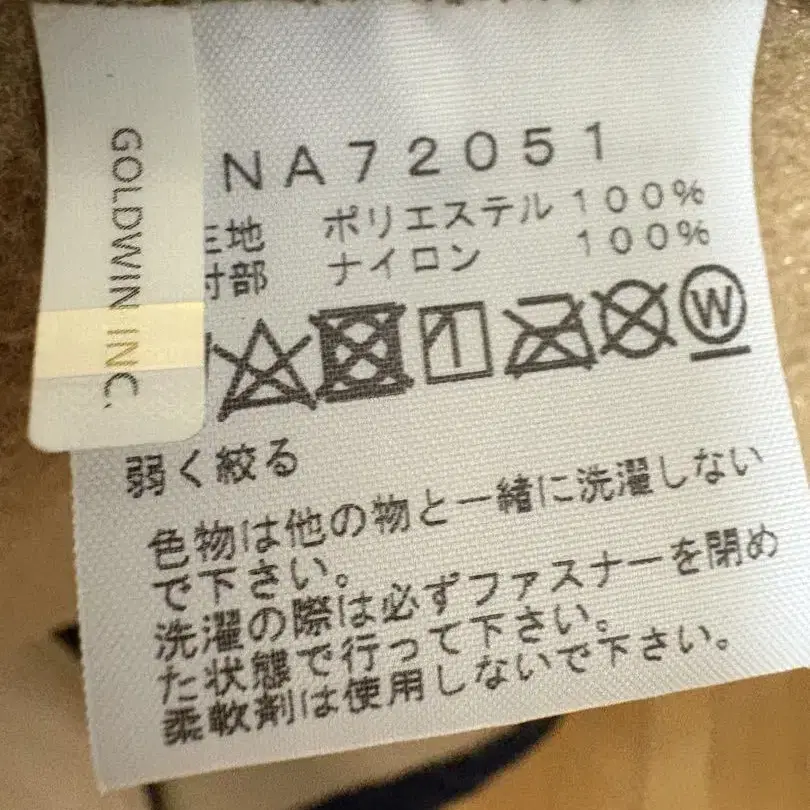 GOLDWIN INC.
NA72051
生地 ポリエステル 100%
付部 ナイロン 100%
W
弱く絞る
色物は他の物と一緒に洗濯しない
で下さい。
洗濯の際は必ずファスナーを閉め
た状態で行って下さい。
柔軟剤は使用しないで下さい。